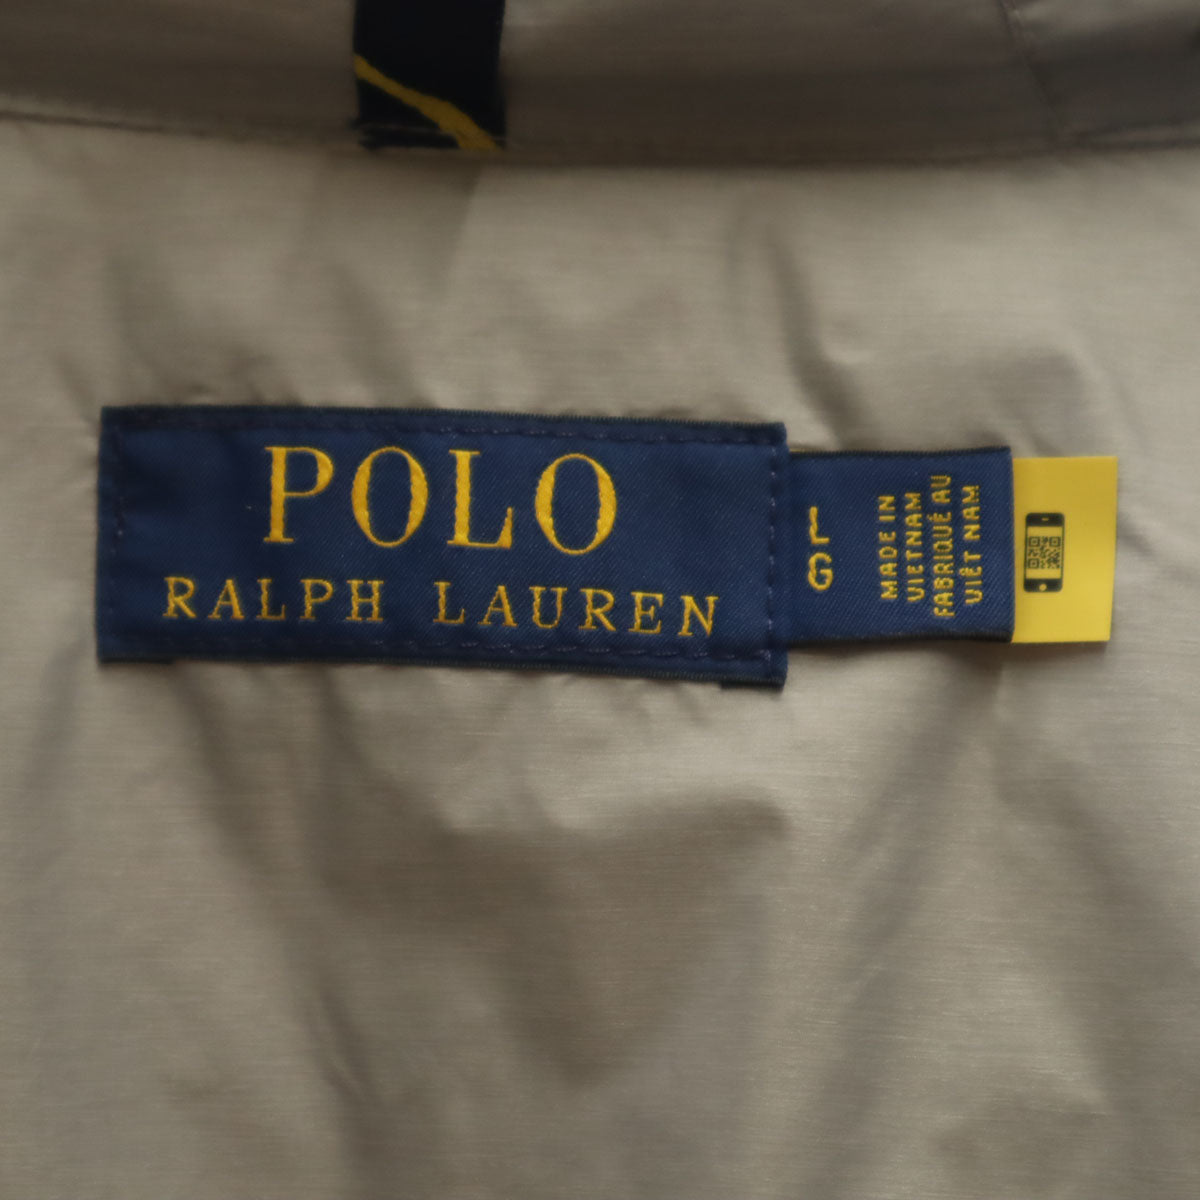 POLO
RALPH LAUREN
L
G
MADE IN
VIETNAM
FABRIQUÉ AU
VIÊT NAM